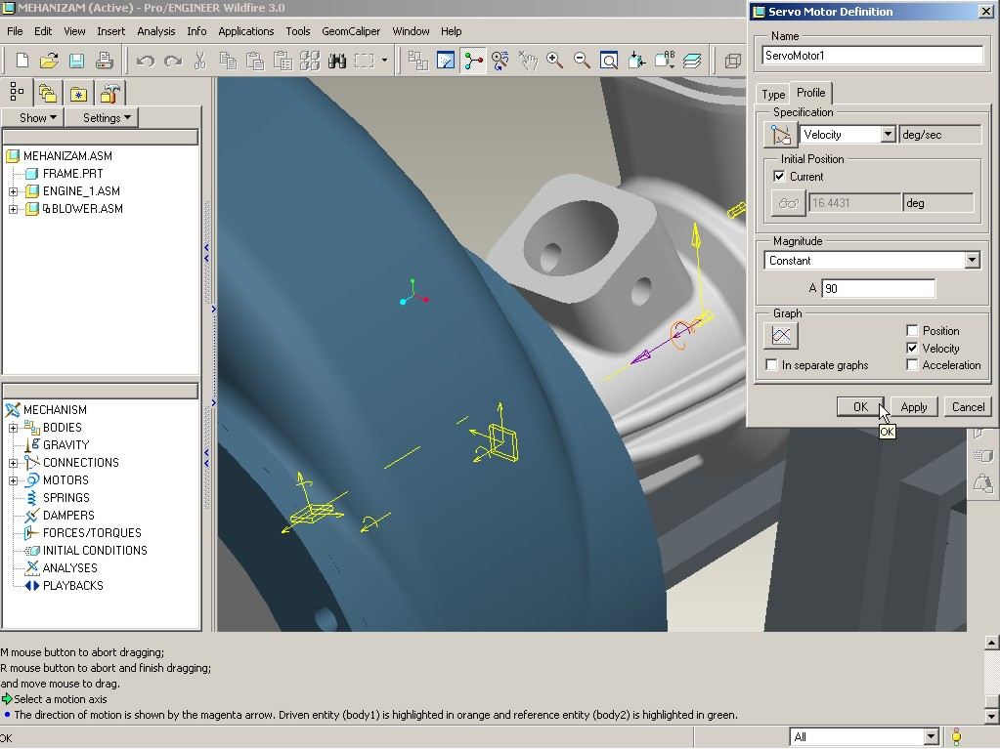 MEHANIZAM (Active) - Pro/ENGINEER Wildfire 3.0
File Edit View Insert Analysis Info Applications Tools GeomCaliper Window Help
Show Settings
MEHANIZAM.ASM
FRAME.PRT
ENGINE_1.ASM
BLOWER.ASM
MECHANISM
BODIES
GRAVITY
CONNECTIONS
MOTORS
SPRINGS
DAMPERS
FORCES/TORQUES
INITIAL CONDITIONS
ANALYSES
PLAYBACKS
Servo Motor Definition
Name
ServoMotor1
Type Profile
Specification
Velocity deg/sec
Initial Position
Current
16.4431 deg
Magnitude
Constant
A 90
Graph
Position
Velocity
In separate graphs Acceleration
OK Apply Cancel
OK
M mouse button to abort dragging;
R mouse button to abort and finish dragging;
and move mouse to drag.
Select a motion axis
The direction of motion is shown by the magenta arrow. Driven entity (body1) is highlighted in orange and reference entity (body2) is highlighted in green.
OK All